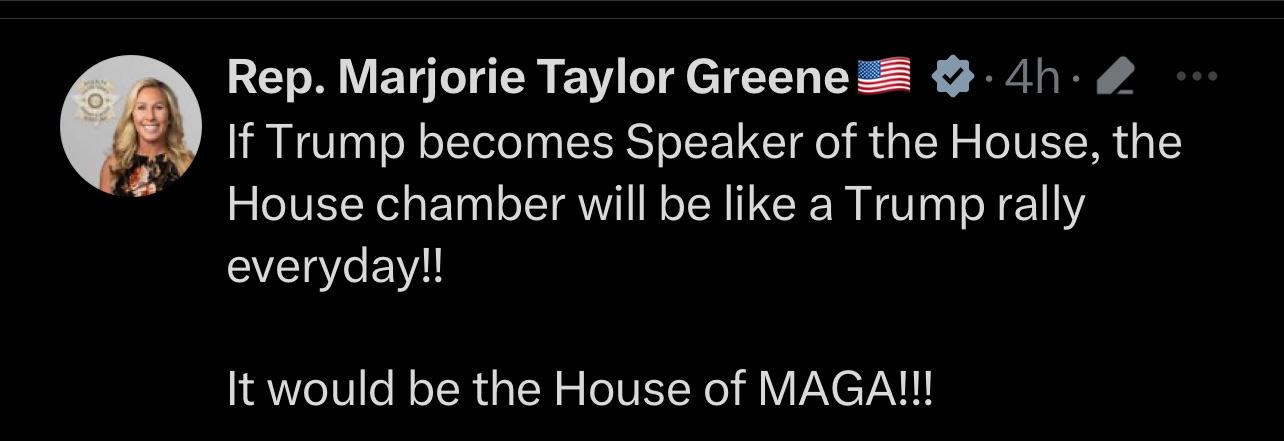 Rep. Marjorie Taylor Greene🇺🇸 · 4h ·
If Trump becomes Speaker of the House, the
House chamber will be like a Trump rally
everyday!!
It would be the House of MAGA!!!